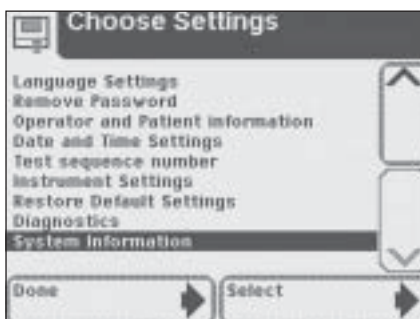 Choose Settings
Language Settings
Remove Password
Operator and Patient information
Date and Time Settings
Test sequence number
Instrument Settings
Restore Default Settings
Diagnostics
System Information
Done
Select